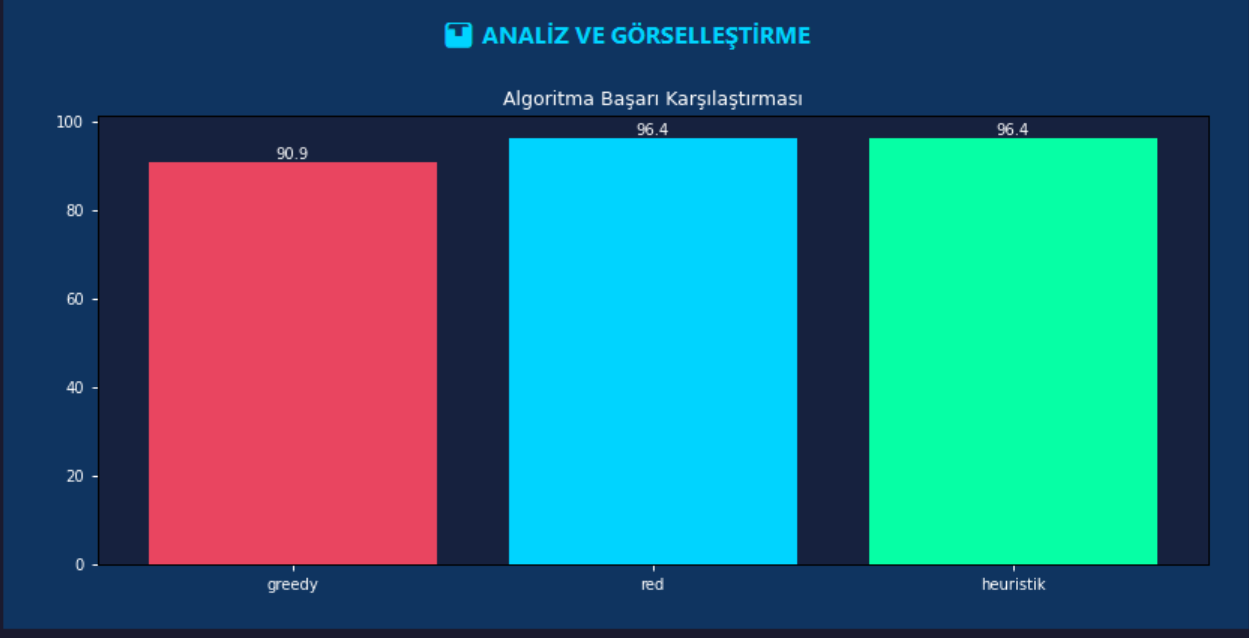 ANALİZ VE GÖRSELLEŞTİRME
Algoritma Başarı Karşılaştırması
100
80
60
40
20
0
90.9
96.4
96.4
greedy
red
heuristik